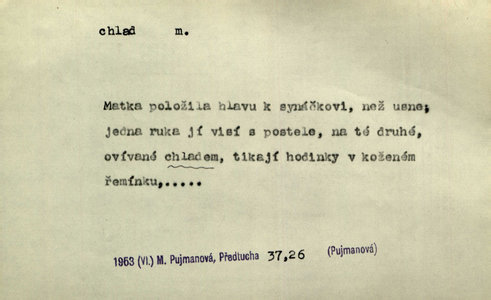 chlad m.
Matka položila hlavu k synáčkovi, než usne;
jedna ruka jí visí s postele, na té druhé,
ovívané chladem, tikají hodinky v koženém
řemínku,.....
1963 (VI.) M. Pujmanová, Předtucha 37,26 (Pujmanová)